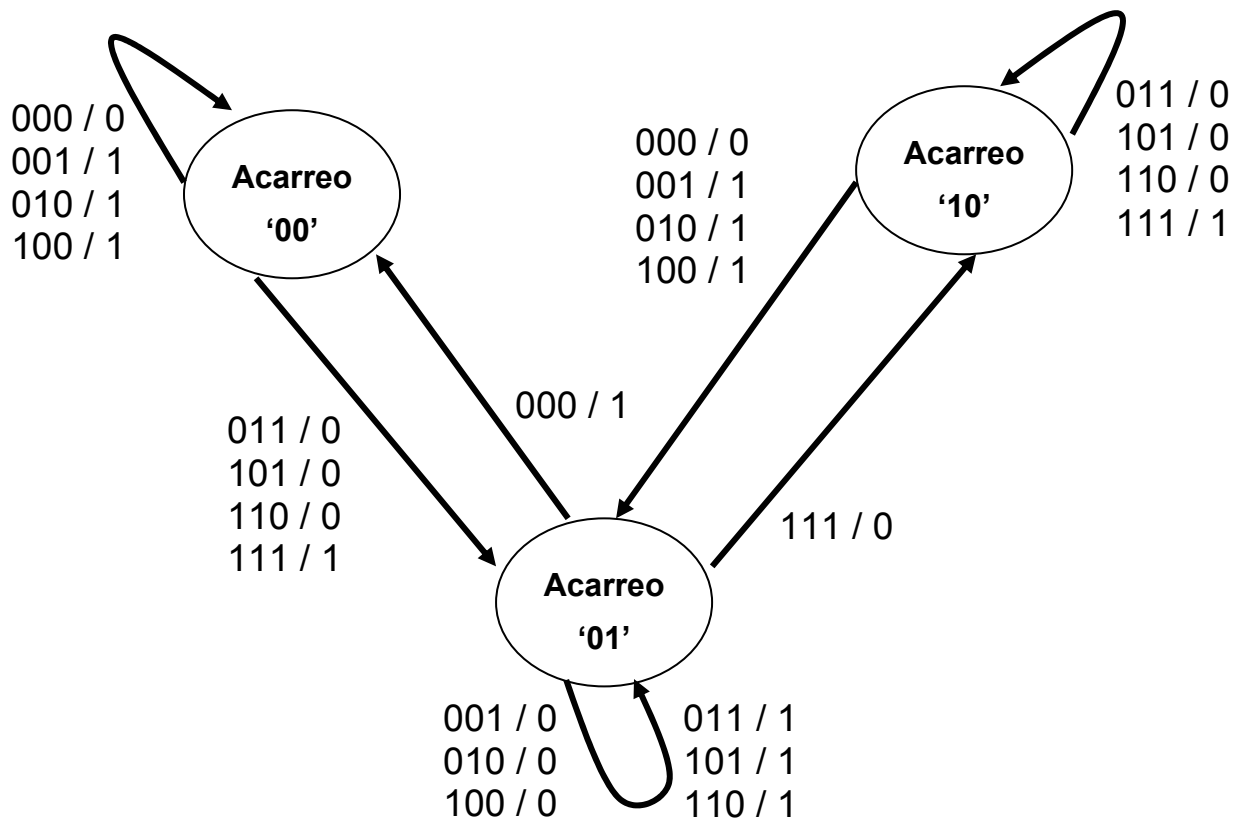 000 / 0
001 / 1
010 / 1
100 / 1
Acarreo
‘00’
000 / 0
001 / 1
010 / 1
100 / 1
Acarreo
‘10’
011 / 0
101 / 0
110 / 0
111 / 1
011 / 0
101 / 0
110 / 0
111 / 1
000 / 1
111 / 0
Acarreo
‘01’
001 / 0
010 / 0
100 / 0
011 / 1
101 / 1
110 / 1